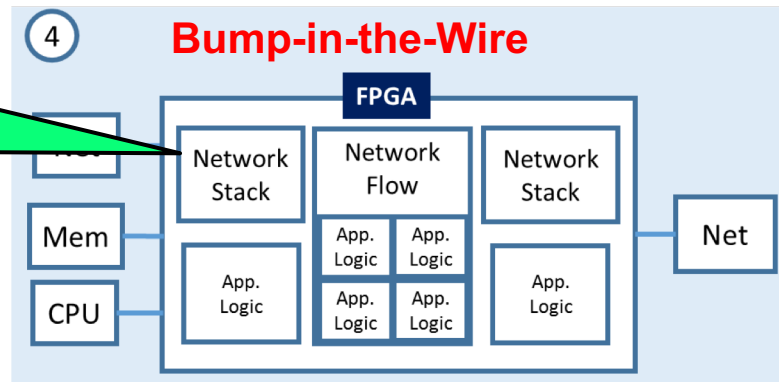 4
Bump-in-the-Wire
FPGA
Network
Stack
App.
Logic
Network
Flow
App.
Logic
App.
Logic
App.
Logic
App.
Logic
Network
Stack
App.
Logic
Mem
CPU
Net